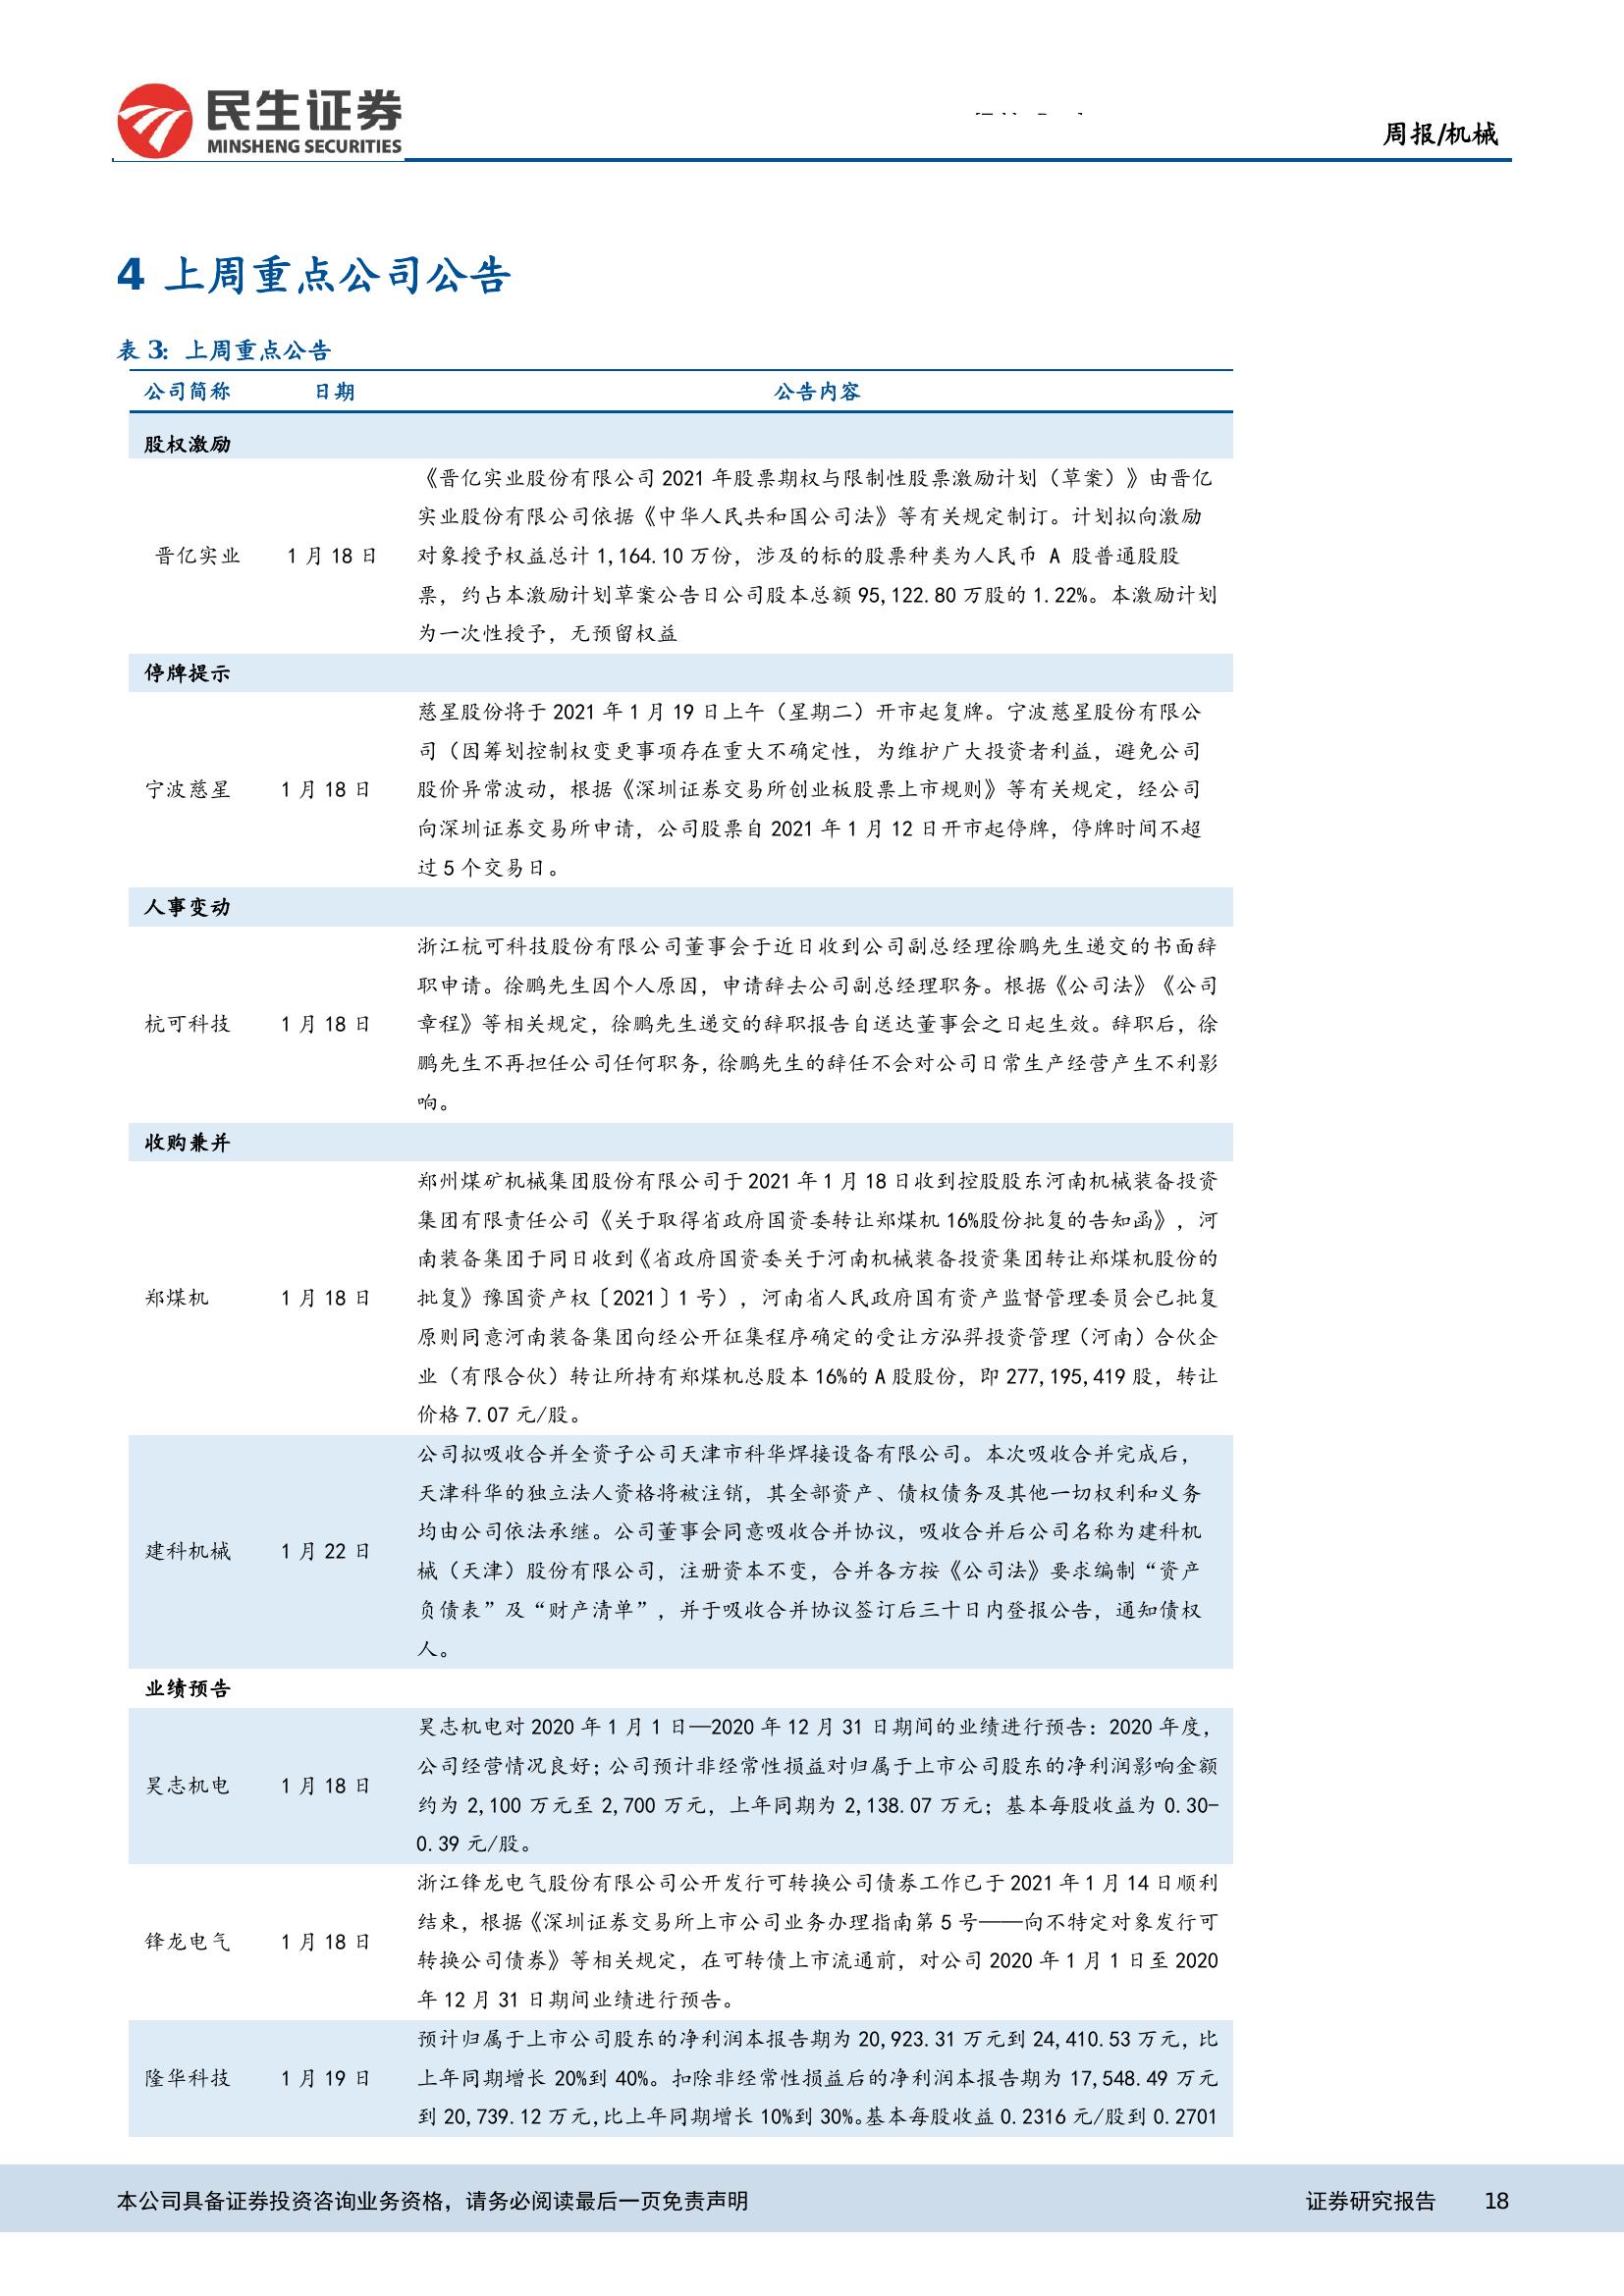 民生证券
MINSHENG SECURITIES
周报/机械
4 上周重点公司公告
表 3：上周重点公告
公司简称 日期 公告内容
股权激励
《晋亿实业股份有限公司 2021 年股票期权与限制性股票激励计划（草案）》由晋亿
实业股份有限公司依据《中华人民共和国公司法》等有关规定制订。计划拟向激励
晋亿实业 1 月 18 日 对象授予权益总计 1,164.10 万份，涉及的标的股票种类为人民币 A 股普通股股
票，约占本激励计划草案公告日公司股本总额 95,122.80 万股的 1.22%。本激励计划
为一次性授予，无预留权益
停牌提示
慈星股份将于 2021 年 1 月 19 日上午（星期二）开市起复牌。宁波慈星股份有限公
司（因筹划控制权变更事项存在重大不确定性，为维护广大投资者利益，避免公司
宁波慈星 1 月 18 日 股价异常波动，根据《深圳证券交易所创业板股票上市规则》等有关规定，经公司
向深圳证券交易所申请，公司股票自 2021 年 1 月 12 日开市起停牌，停牌时间不超
过 5 个交易日。
人事变动
浙江杭可科技股份有限公司董事会于近日收到公司副总经理徐鹏先生递交的书面辞
职申请。徐鹏先生因个人原因，申请辞去公司副总经理职务。根据《公司法》《公司
杭可科技 1 月 18 日 章程》等相关规定，徐鹏先生递交的辞职报告自送达董事会之日起生效。辞职后，徐
鹏先生不再担任公司任何职务，徐鹏先生的辞任不会对公司日常生产经营产生不利影
响。
收购兼并
郑州煤矿机械集团股份有限公司于 2021 年 1 月 18 日收到控股股东河南机械装备投资
集团有限责任公司《关于取得省政府国资委转让郑煤机 16%股份批复的告知函》，河
南装备集团于同日收到《省政府国资委关于河南机械装备投资集团转让郑煤机股份的
郑煤机 1 月 18 日 批复》豫国资产权〔2021〕1 号），河南省人民政府国有资产监督管理委员会已批复
原则同意河南装备集团向经公开征集程序确定的受让方泓羿投资管理（河南）合伙企
业（有限合伙）转让所持有郑煤机总股本 16%的 A 股股份，即 277,195,419 股，转让
价格 7.07 元/股。
公司拟吸收合并全资子公司天津市科华焊接设备有限公司。本次吸收合并完成后，
天津科华的独立法人资格将被注销，其全部资产、债权债务及其他一切权利和义务
均由公司依法承继。公司董事会同意吸收合并协议，吸收合并后公司名称为建科机
建科机械 1 月 22 日 械（天津）股份有限公司，注册资本不变，合并各方按《公司法》要求编制“资产
负债表”及“财产清单”，并于吸收合并协议签订后三十日内登报公告，通知债权
人。
业绩预告
昊志机电对 2020 年 1 月 1 日—2020 年 12 月 31 日期间的业绩进行预告：2020 年度，
公司经营情况良好；公司预计非经常性损益对归属于上市公司股东的净利润影响金额
昊志机电 1 月 18 日 约为 2,100 万元至 2,700 万元，上年同期为 2,138.07 万元；基本每股收益为 0.30-
0.39 元/股。
浙江锋龙电气股份有限公司公开发行可转换公司债券工作已于 2021 年 1 月 14 日顺利
结束，根据《深圳证券交易所上市公司业务办理指南第 5 号——向不特定对象发行可
锋龙电气 1 月 18 日 转换公司债券》等相关规定，在可转债上市流通前，对公司 2020 年 1 月 1 日至 2020
年 12 月 31 日期间业绩进行预告。
预计归属于上市公司股东的净利润本报告期为 20,923.31 万元到 24,410.53 万元，比
隆华科技 1 月 19 日 上年同期增长 20%到 40%。扣除非经常性损益后的净利润本报告期为 17,548.49 万元
到 20,739.12 万元，比上年同期增长 10%到 30%。基本每股收益 0.2316 元/股到 0.2701
本公司具备证券投资咨询业务资格，请务必阅读最后一页免责声明 证券研究报告 18